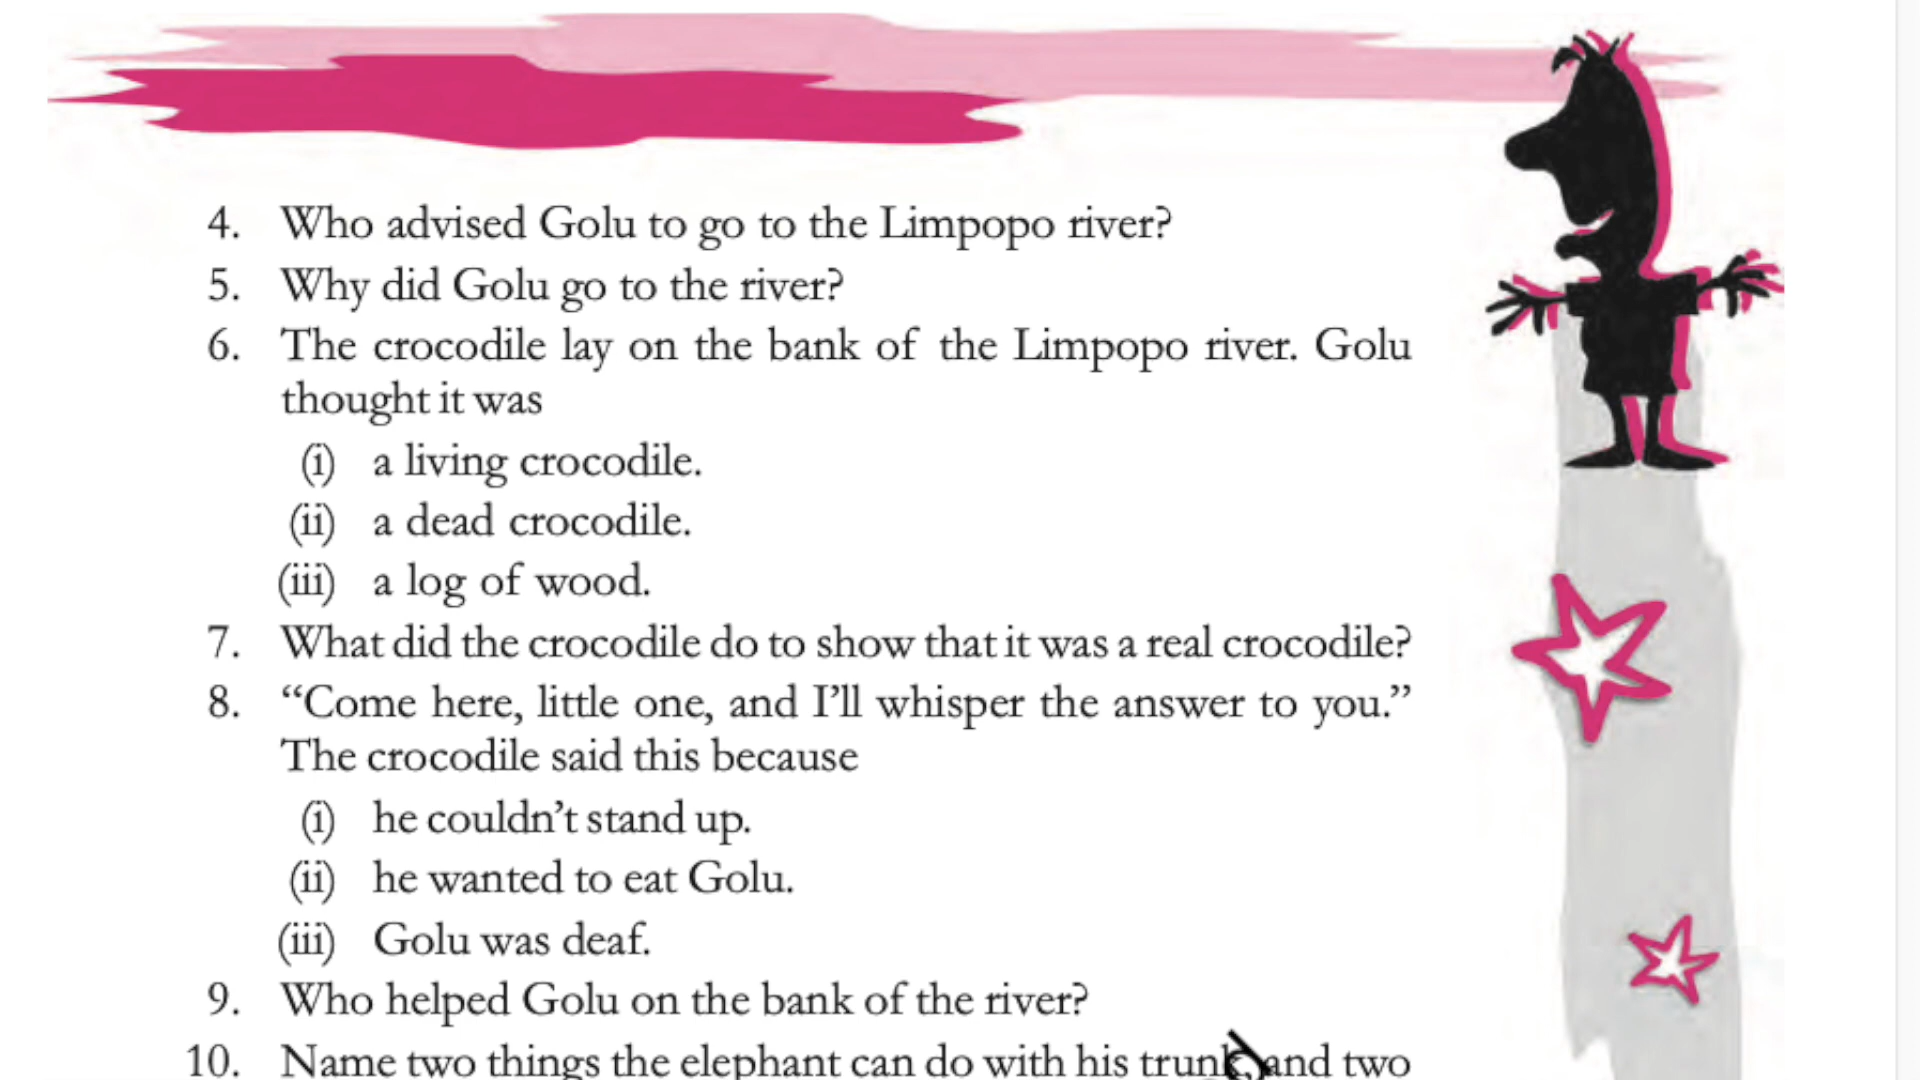 4. Who advised Golu to go to the Limpopo river?
5. Why did Golu go to the river?
6. The crocodile lay on the bank of the Limpopo river. Golu
thought it was
(i) a living crocodile.
(ii) a dead crocodile.
(iii) a log of wood.
7. What did the crocodile do to show that it was a real crocodile?
8. “Come here, little one, and I’ll whisper the answer to you.”
The crocodile said this because
(i) he couldn’t stand up.
(ii) he wanted to eat Golu.
(iii) Golu was deaf.
9. Who helped Golu on the bank of the river?
10. Name two things the elephant can do with his trunk and two